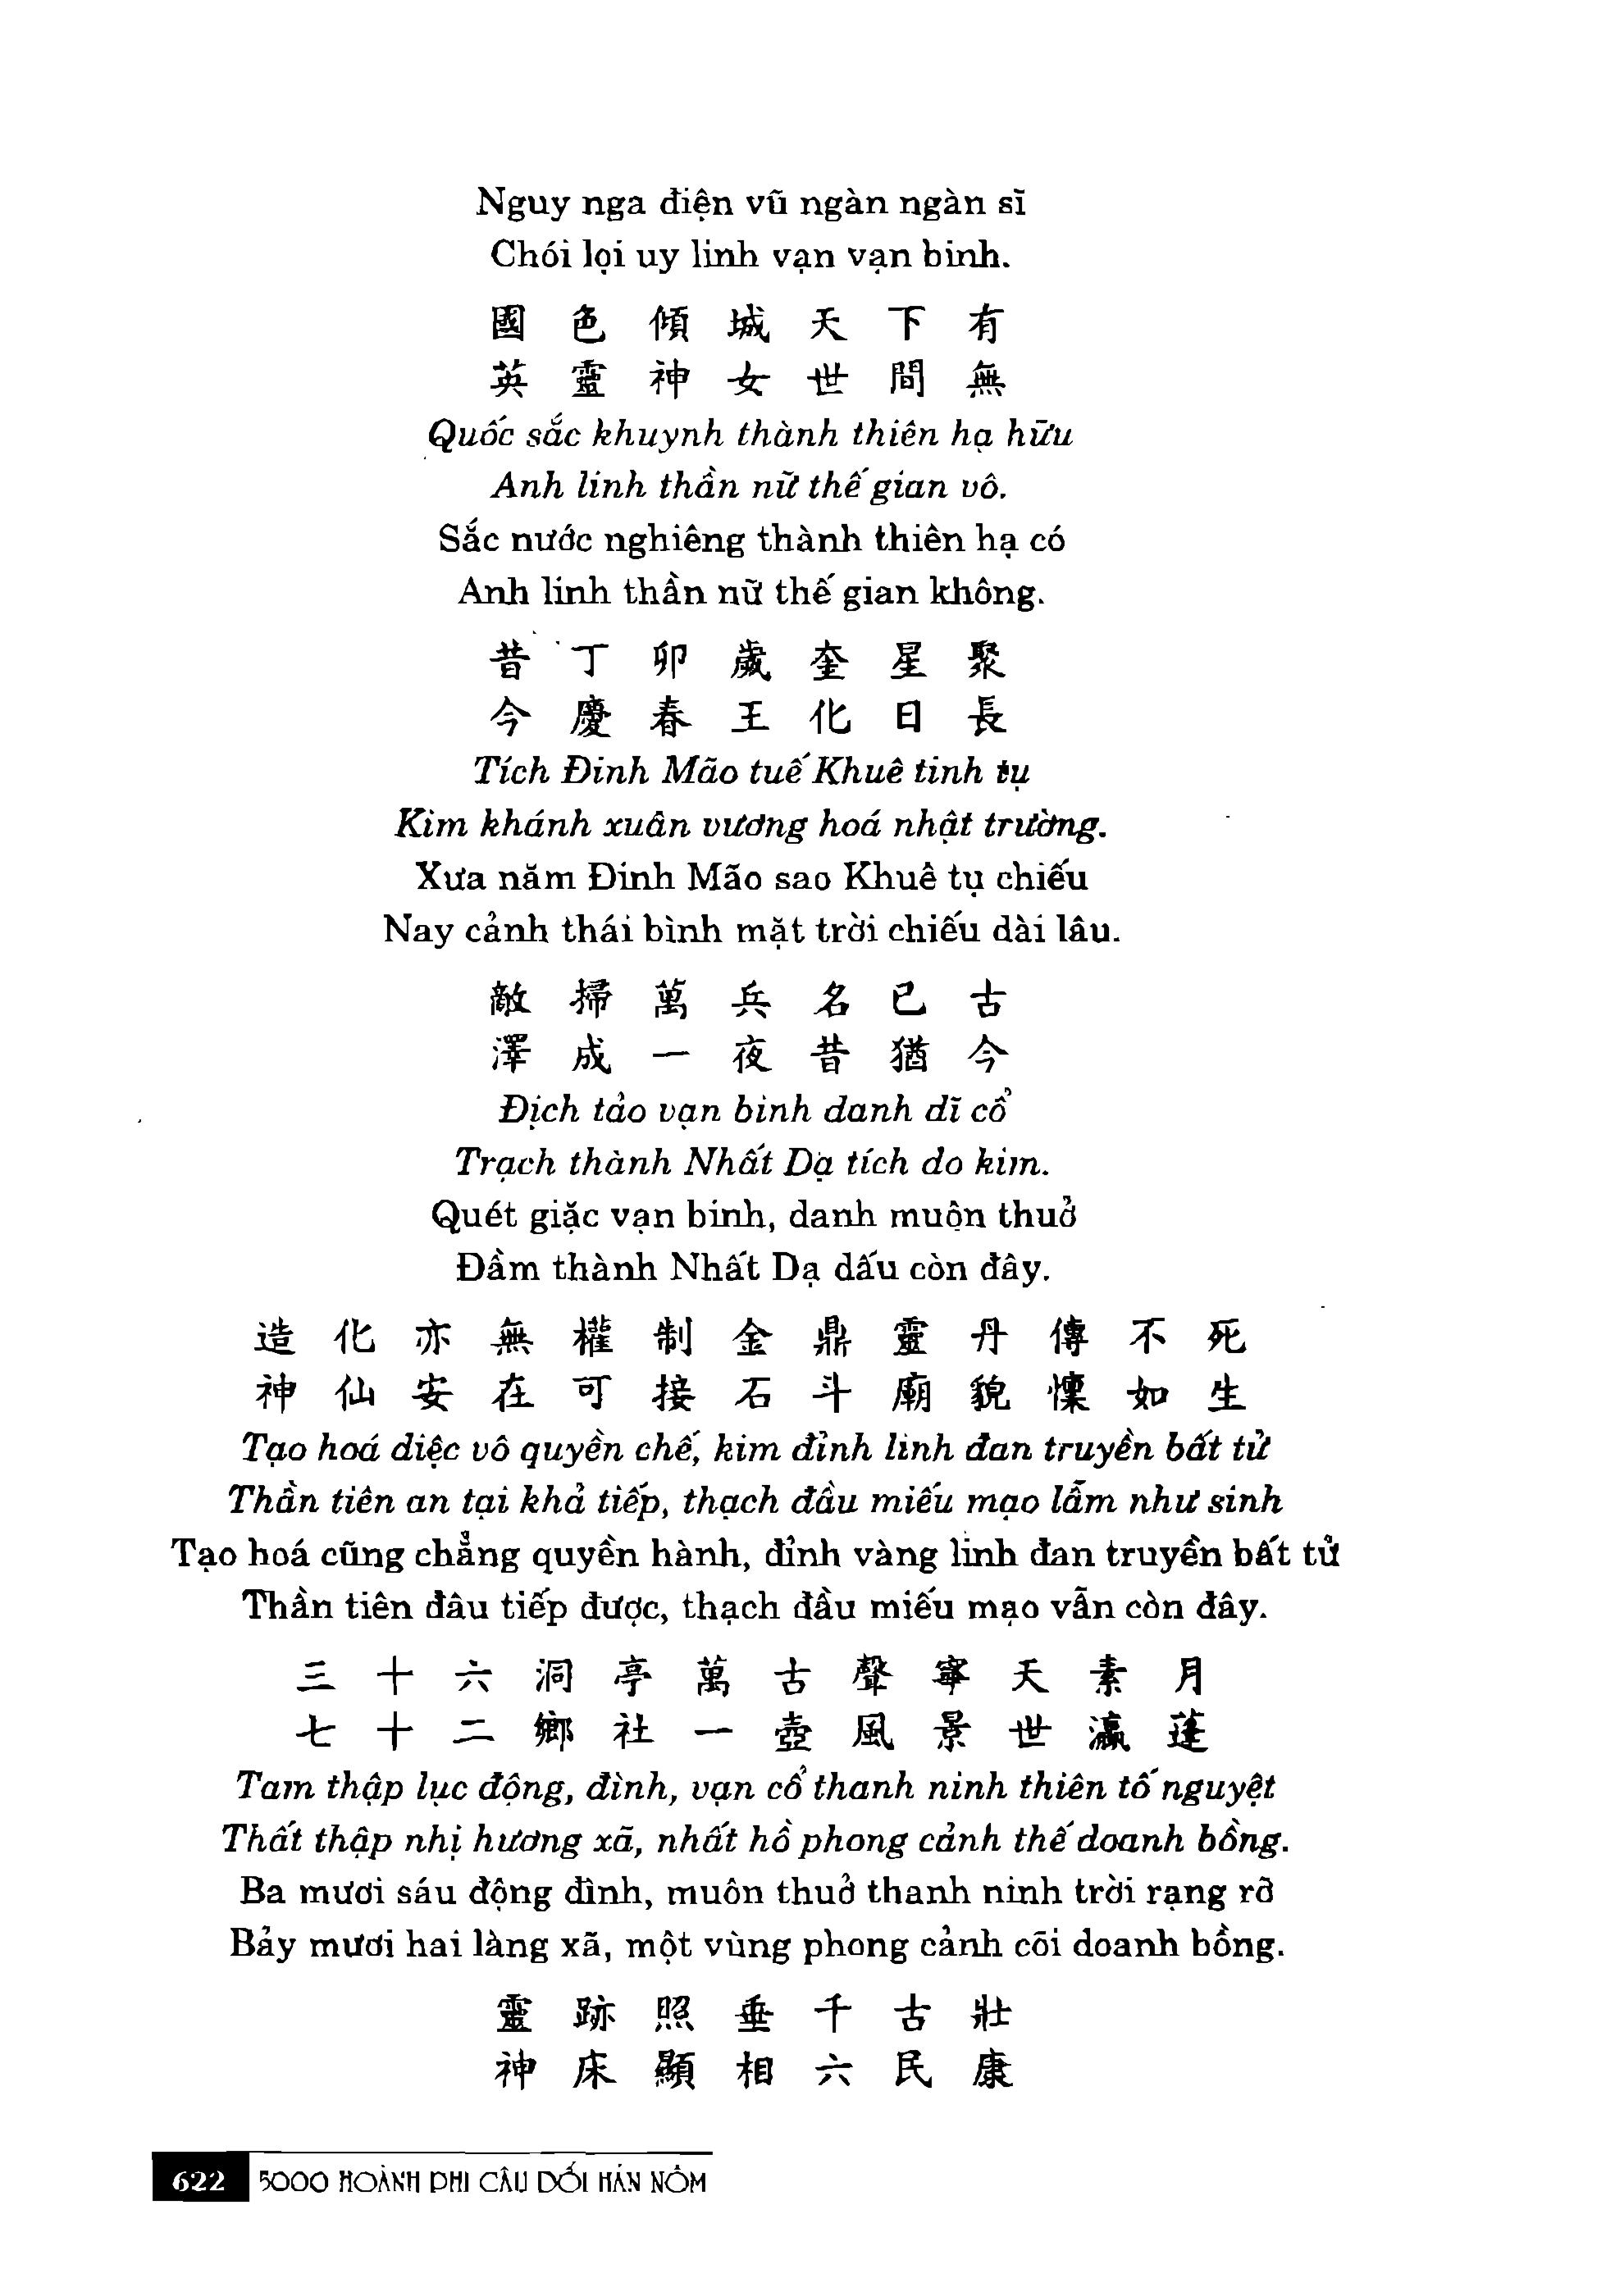 Nguy nga điện vũ ngàn ngàn sĩ
Chói lọi uy linh vạn vạn binh.
國色傾城天下有
英靈神女世間無
Quốc sắc khuynh thành thiên hạ hữu
Anh linh thần nữ thế gian vô.
Sắc nước nghiêng thành thiên hạ có
Anh linh thần nữ thế gian không.
昔丁卯歲奎星聚
今慶春王化日長
Tích Đinh Mão tuế Khuê tinh tụ
Kim khánh xuân vương hoá nhật trường.
Xưa năm Đinh Mão sao Khuê tụ chiếu
Nay cảnh thái bình mặt trời chiếu dài lâu.
敵掃萬兵名已古
澤成一夜昔猶今
Địch tảo vạn binh danh dĩ cổ
Trạch thành Nhất Dạ tích do kim.
Quét giặc vạn binh, danh muộn thuở
Đầm thành Nhất Dạ dấu còn đây.
造化亦無權制金鼎靈丹傳不死
神仙安在可接石斗廟貌懍如生
Tạo hoá diệc vô quyền chế, kim đỉnh linh đan truyền bất tử
Thần tiên an tại khả tiếp, thạch đầu miếu mạo lẫm như sinh
Tạo hoá cũng chẳng quyền hành, đỉnh vàng linh đan truyền bất tử
Thần tiên đâu tiếp được, thạch đầu miếu mạo vẫn còn đây.
三十六洞亭萬古聲寧天素月
七十二鄉社一壺風景世瀛蓬
Tam thập lục động, đình, vạn cổ thanh ninh thiên tố nguyệt
Thất thập nhị hương xã, nhất hồ phong cảnh thế doanh bồng.
Ba mươi sáu động đình, muôn thuở thanh ninh trời rạng rỡ
Bảy mươi hai làng xã, một vùng phong cảnh cõi doanh bồng.
靈跡照垂千古壯
神床顯相六民康
622 5000 HOÀNH PHI CÂU ĐỐI HÁN NÔM